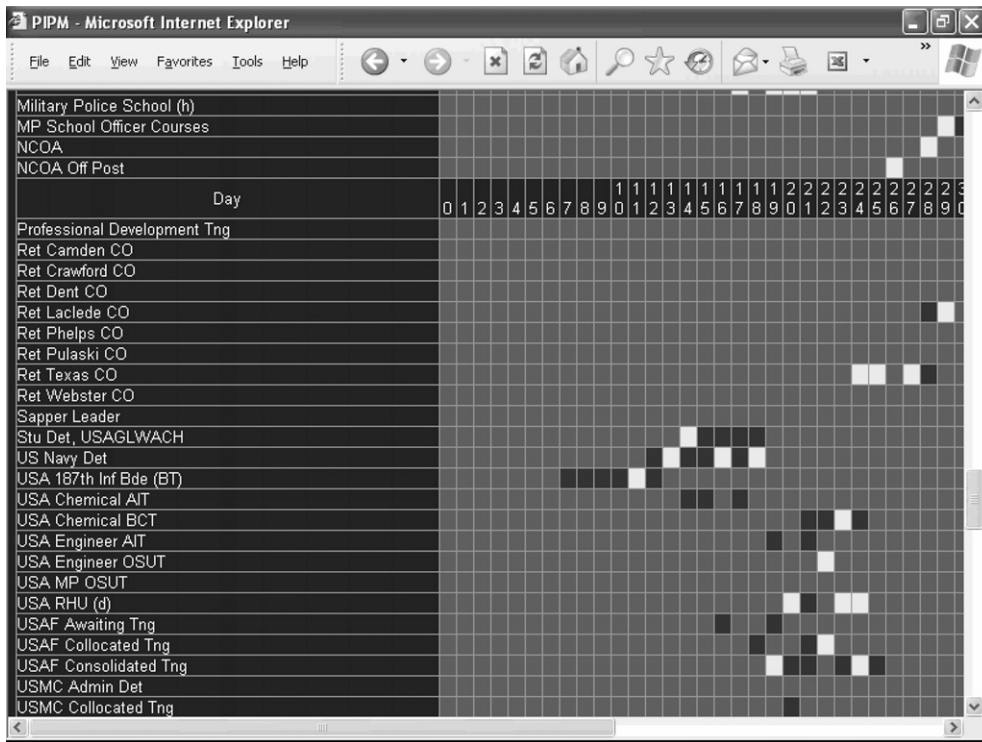 PIPM - Microsoft Internet Explorer
File Edit View Favorites Tools Help
Military Police School (h)
MP School Officer Courses
NCOA
NCOA Off Post
Day 0 1 2 3 4 5 6 7 8 9 10 11 12 13 14 15 16 17 18 19 20 21 22 23 24 25 26 27 28 29 30
Professional Development Tng
Ret Camden CO
Ret Crawford CO
Ret Dent CO
Ret Laclede CO
Ret Phelps CO
Ret Pulaski CO
Ret Texas CO
Ret Webster CO
Sapper Leader
Stu Det, USAGLWACH
US Navy Det
USA 187th Inf Bde (BT)
USA Chemical AIT
USA Chemical BCT
USA Engineer AIT
USA Engineer OSUT
USA MP OSUT
USA RHU (d)
USAF Awaiting Tng
USAF Collocated Tng
USAF Consolidated Tng
USMC Admin Det
USMC Collocated Tng